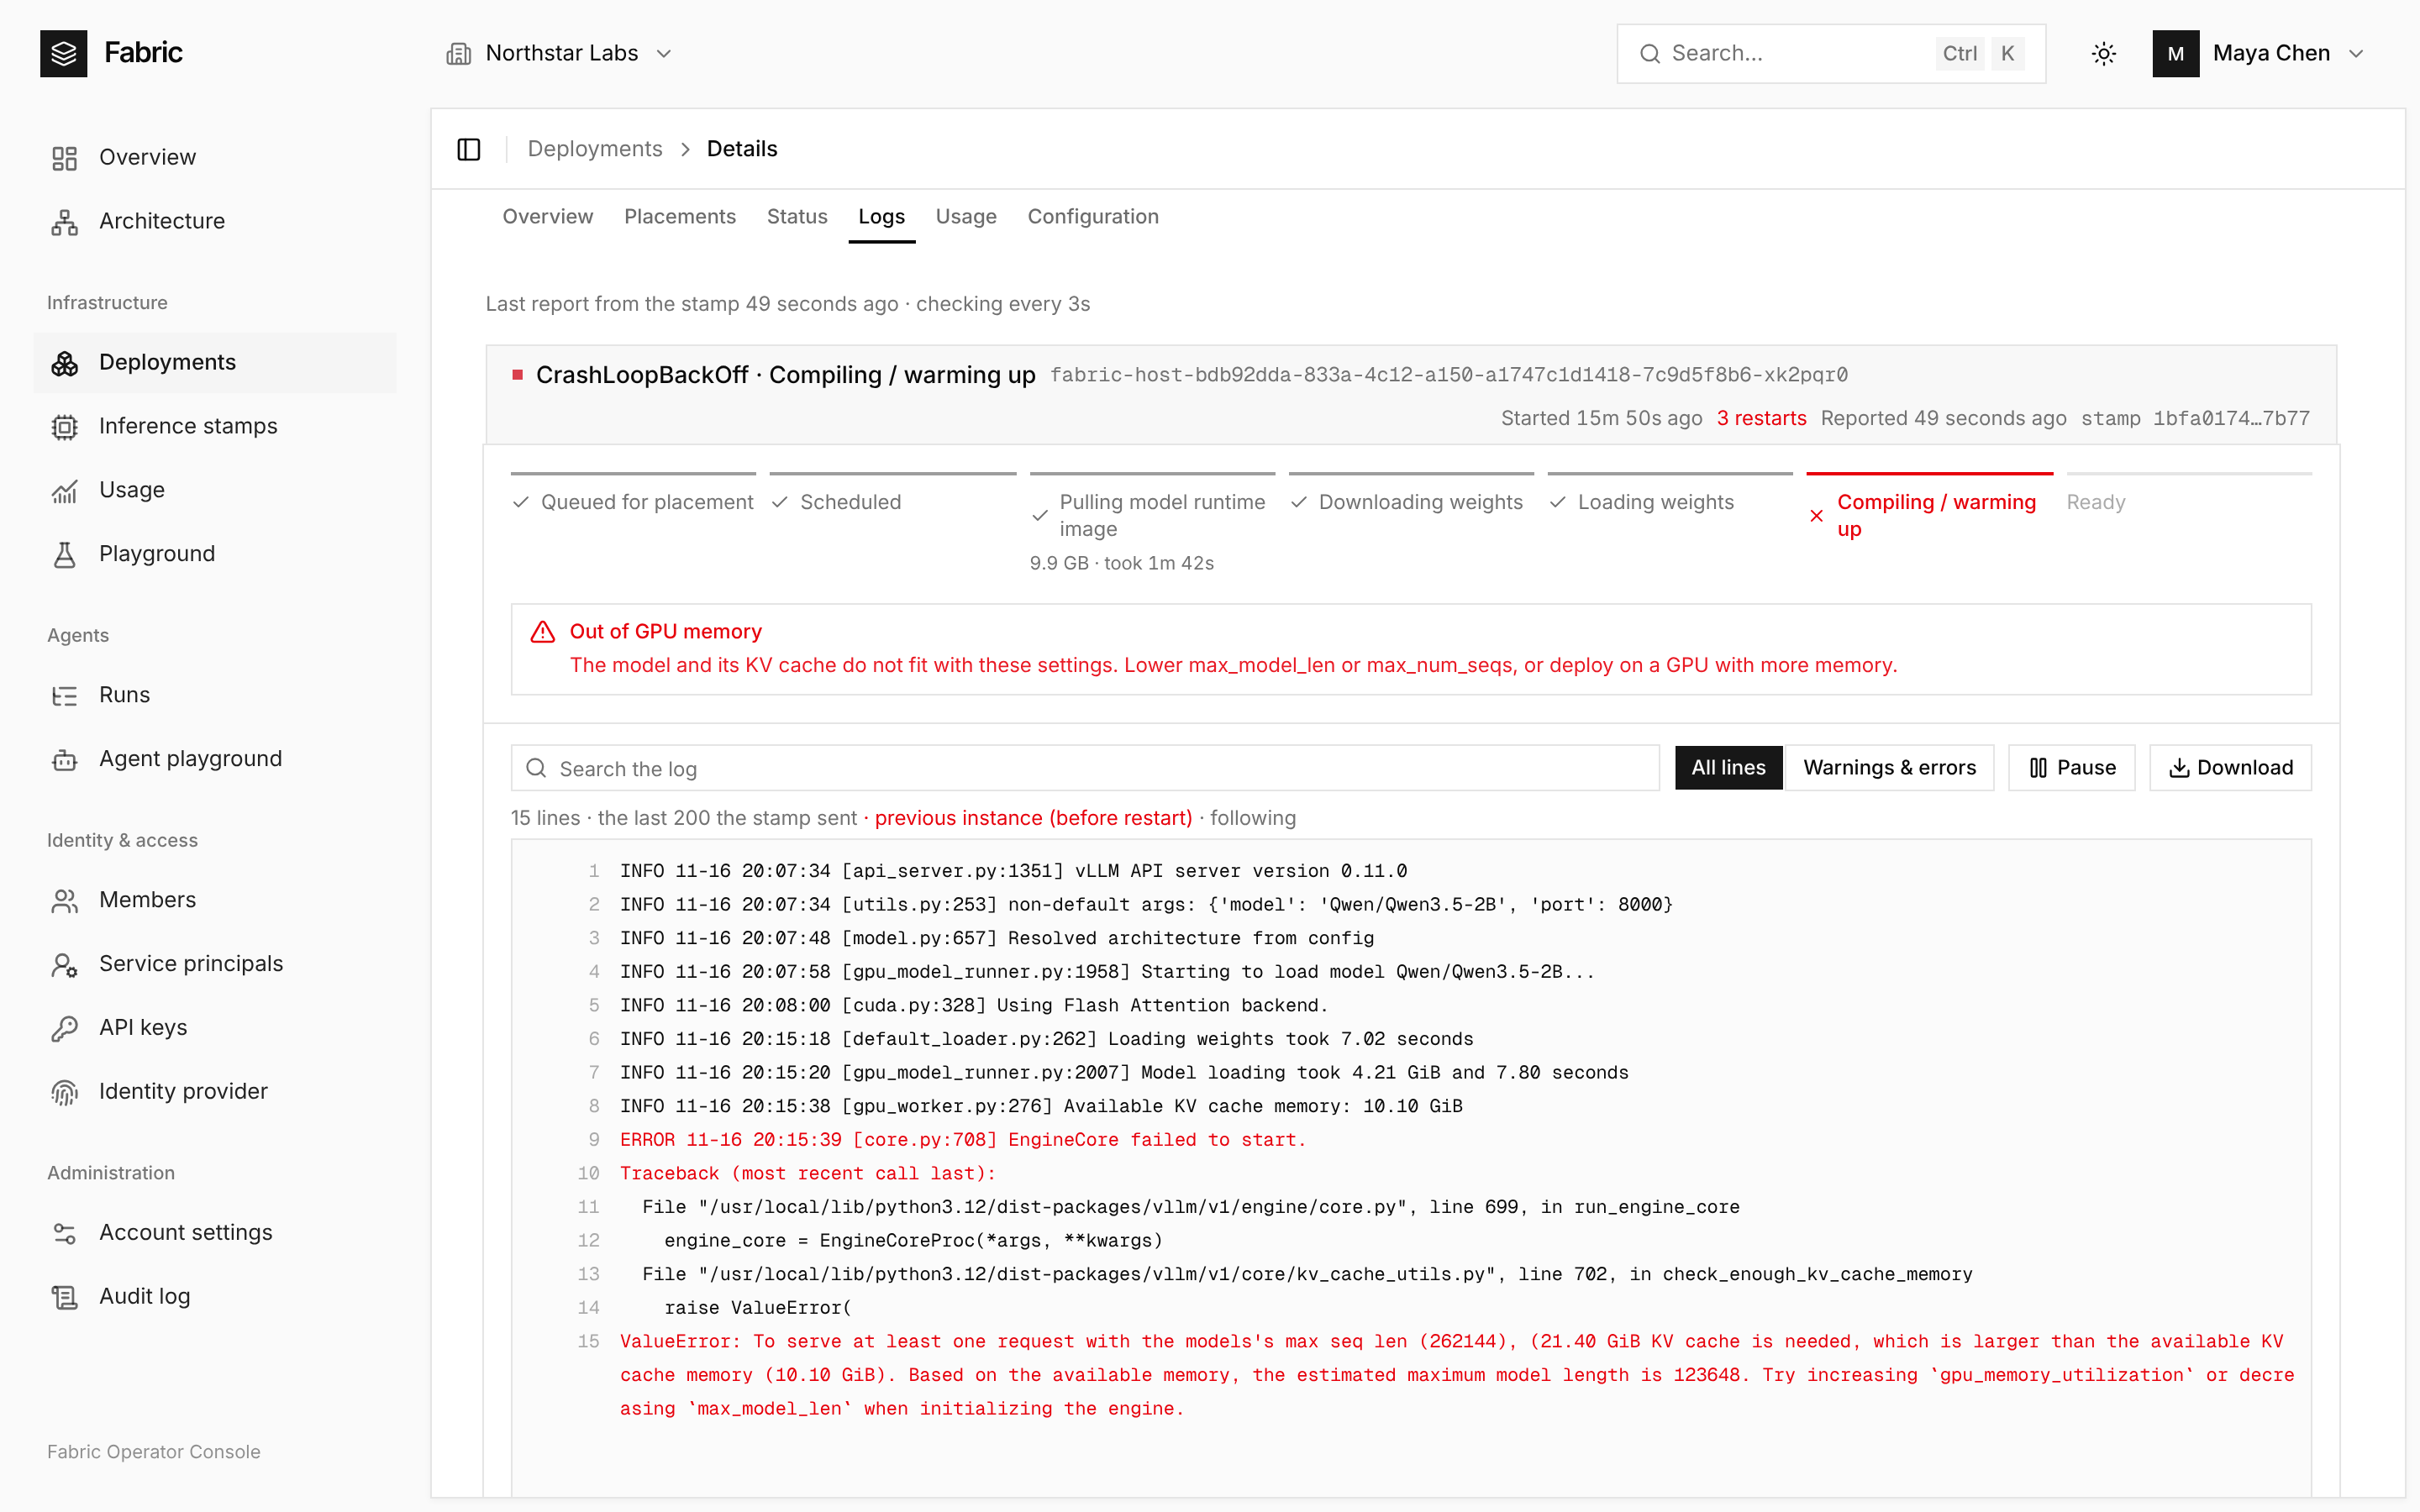 Fabric
Northstar Labs
Search... Ctrl K
M Maya Chen
Overview
Architecture
Infrastructure
Deployments
Inference stamps
Usage
Playground
Agents
Runs
Agent playground
Identity & access
Members
Service principals
API keys
Identity provider
Administration
Account settings
Audit log
Fabric Operator Console
Deployments > Details
Overview Placements Status Logs Usage Configuration
Last report from the stamp 49 seconds ago · checking every 3s
CrashLoopBackOff · Compiling / warming up fabric-host-bdb92dda-833a-4c12-a150-a1747c1d1418-7c9d5f8b6-xk2pqr0
Started 15m 50s ago 3 restarts Reported 49 seconds ago stamp 1bfa0174…7b77
Queued for placement
Scheduled
Pulling model runtime
image
9.9 GB · took 1m 42s
Downloading weights
Loading weights
Compiling / warming
up
Ready
Out of GPU memory
The model and its KV cache do not fit with these settings. Lower max_model_len or max_num_seqs, or deploy on a GPU with more memory.
Search the log
All lines Warnings & errors Pause Download
15 lines · the last 200 the stamp sent · previous instance (before restart) · following
1 INFO 11-16 20:07:34 [api_server.py:1351] vLLM API server version 0.11.0
2 INFO 11-16 20:07:34 [utils.py:253] non-default args: {'model': 'Qwen/Qwen3.5-2B', 'port': 8000}
3 INFO 11-16 20:07:48 [model.py:657] Resolved architecture from config
4 INFO 11-16 20:07:58 [gpu_model_runner.py:1958] Starting to load model Qwen/Qwen3.5-2B...
5 INFO 11-16 20:08:00 [cuda.py:328] Using Flash Attention backend.
6 INFO 11-16 20:15:18 [default_loader.py:262] Loading weights took 7.02 seconds
7 INFO 11-16 20:15:20 [gpu_model_runner.py:2007] Model loading took 4.21 GiB and 7.80 seconds
8 INFO 11-16 20:15:38 [gpu_worker.py:276] Available KV cache memory: 10.10 GiB
9 ERROR 11-16 20:15:39 [core.py:708] EngineCore failed to start.
10 Traceback (most recent call last):
11 File "/usr/local/lib/python3.12/dist-packages/vllm/v1/engine/core.py", line 699, in run_engine_core
12 engine_core = EngineCoreProc(*args, **kwargs)
13 File "/usr/local/lib/python3.12/dist-packages/vllm/v1/core/kv_cache_utils.py", line 702, in check_enough_kv_cache_memory
14 raise ValueError(
15 ValueError: To serve at least one request with the models's max seq len (262144), (21.40 GiB KV cache is needed, which is larger than the available KV
cache memory (10.10 GiB). Based on the available memory, the estimated maximum model length is 123648. Try increasing `gpu_memory_utilization` or decre
asing `max_model_len` when initializing the engine.